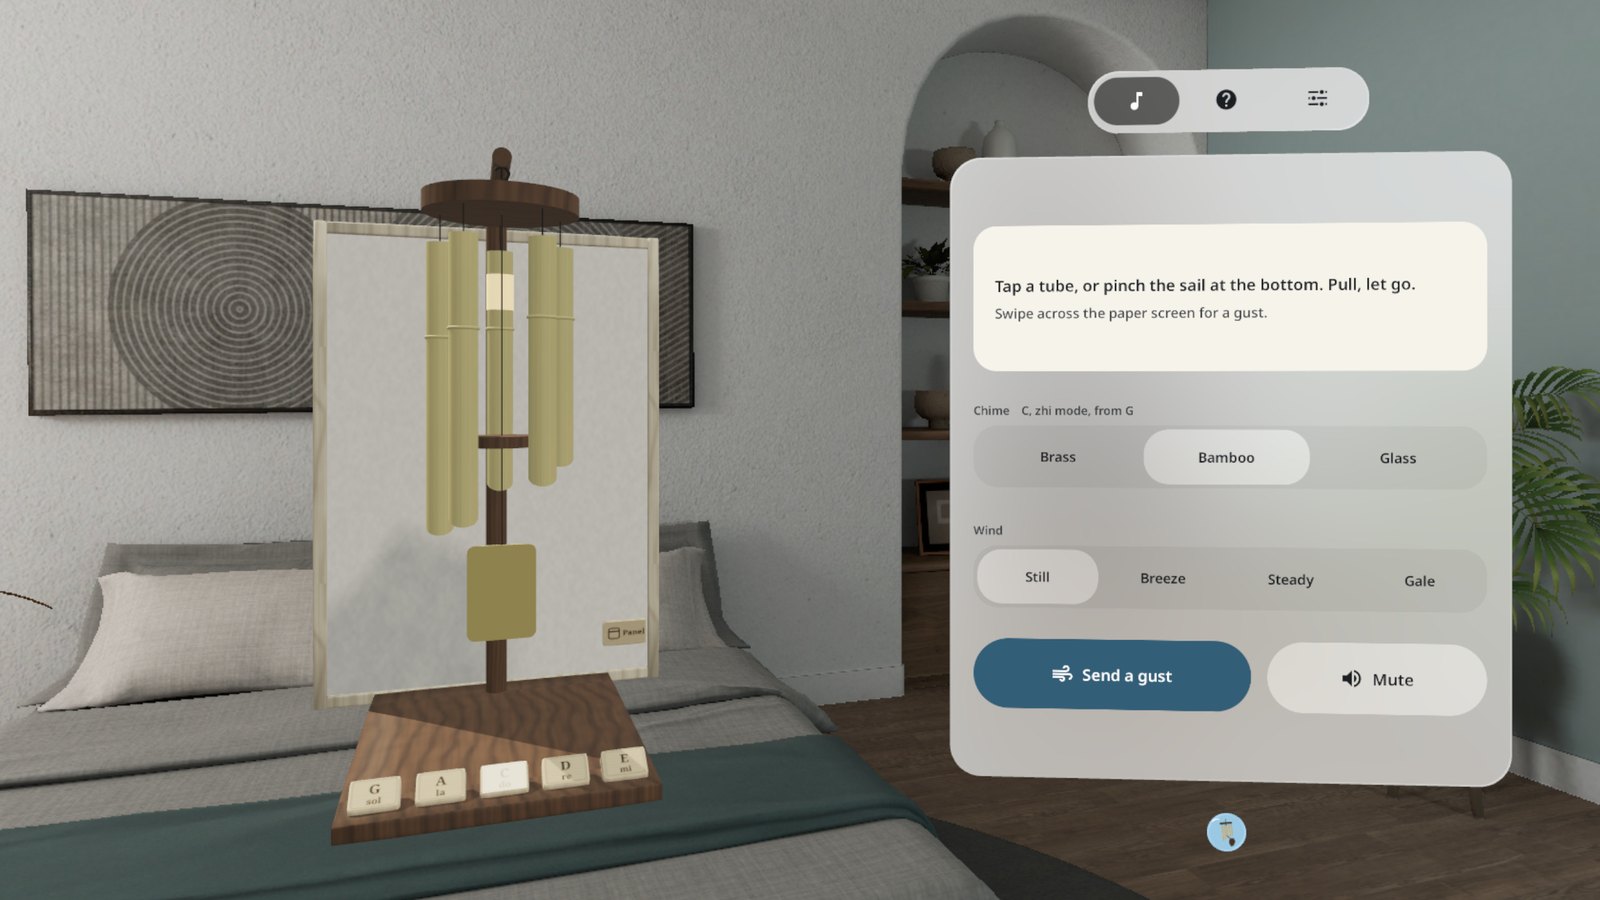 Tap a tube, or pinch the sail at the bottom. Pull, let go.
Swipe across the paper screen for a gust.
Chime C, zhi mode, from G
Brass Bamboo Glass
Wind
Still Breeze Steady Gale
Send a gust Mute
Panel
G A C D E
sol la do re mi